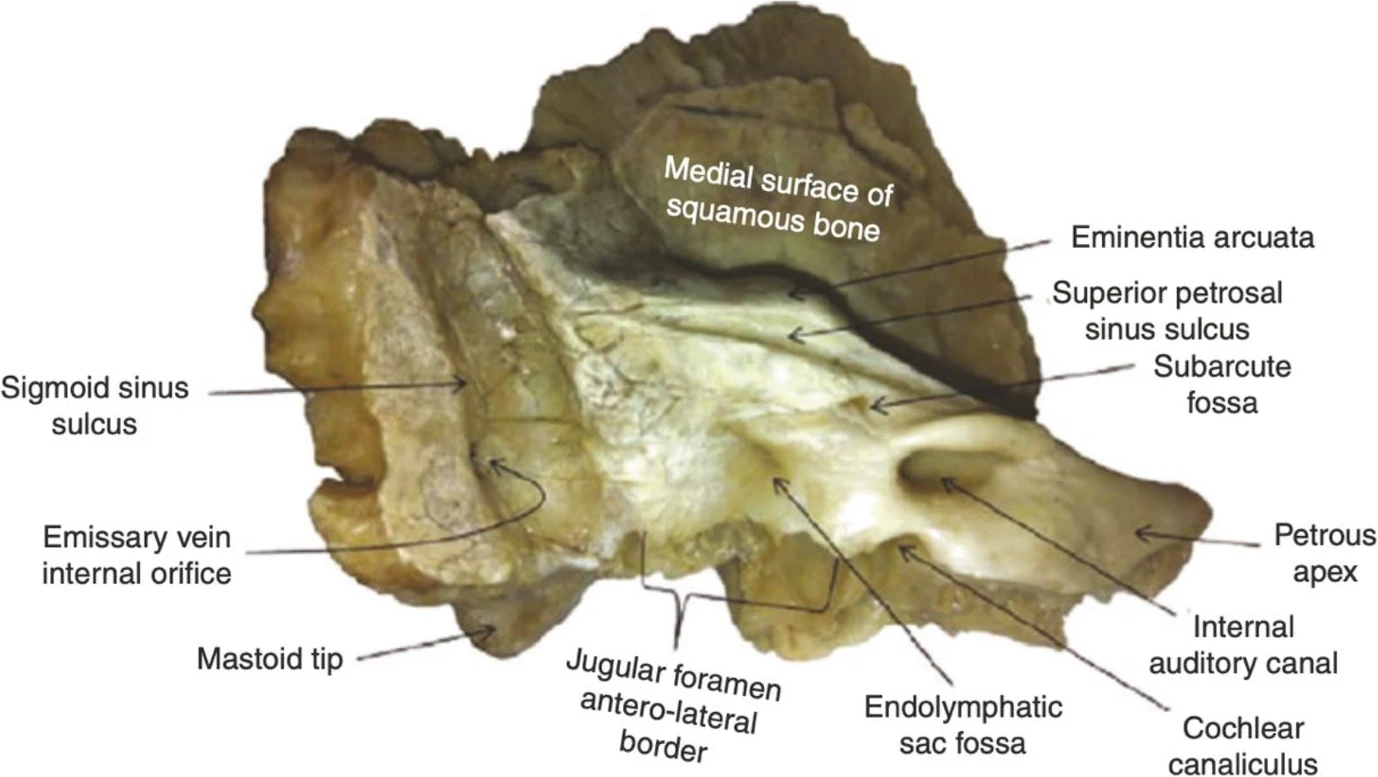 Medial surface of
squamous bone
Eminentia arcuata
Superior petrosal
sinus sulcus
Subarcute
fossa
Sigmoid sinus
sulcus
Emissary vein
internal orifice
Petrous
apex
Internal
auditory canal
Mastoid tip
Jugular foramen
antero-lateral
border
Endolymphatic
sac fossa
Cochlear
canaliculus